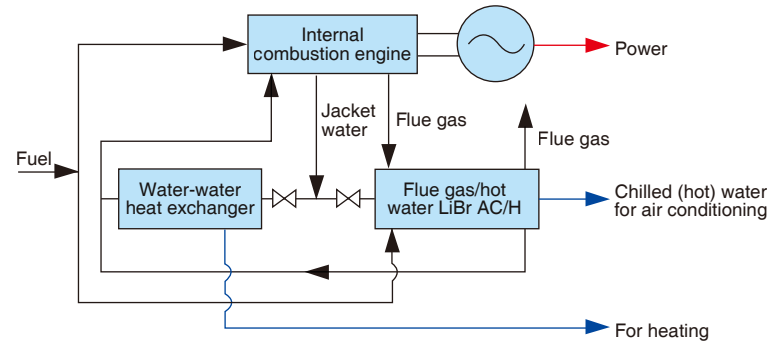 Internal
combustion engine
Power
Jacket
water
Flue gas
Flue gas
Fuel
Water-water
heat exchanger
Flue gas/hot
water LiBr AC/H
Chilled (hot) water
for air conditioning
For heating